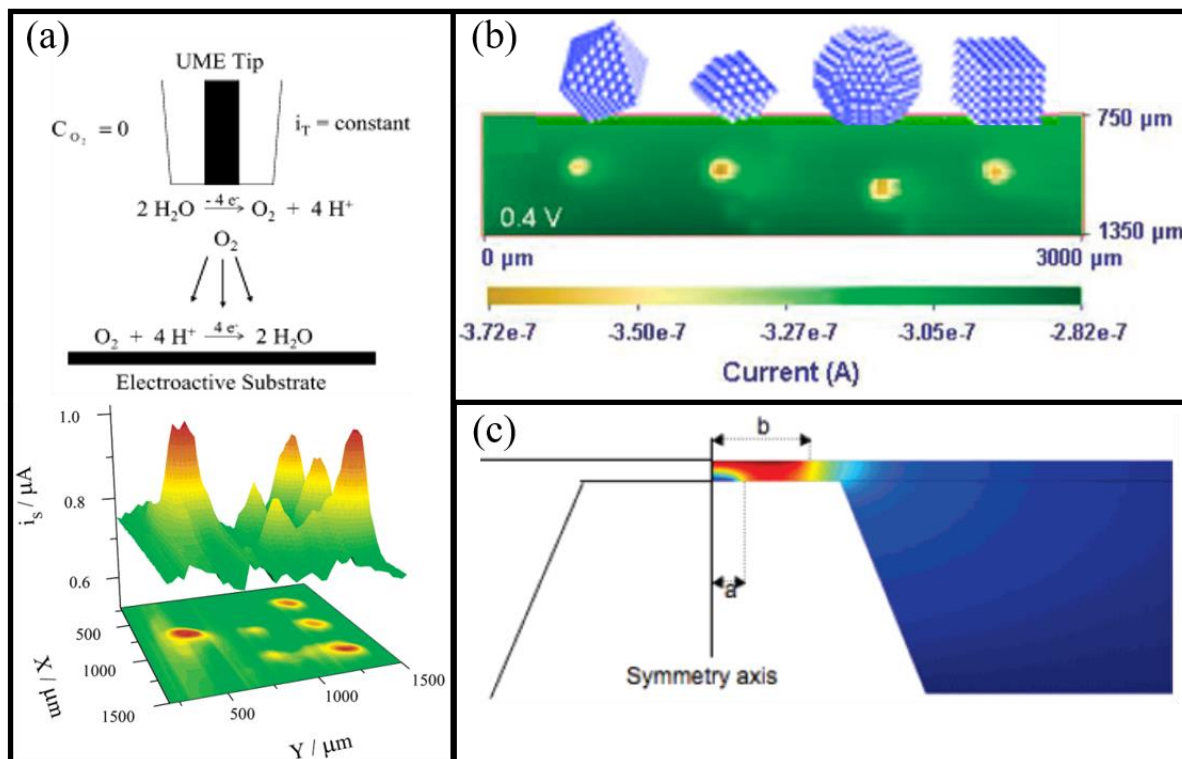 (a)
UME Tip
C O₂ = 0
i_T = constant
2 H₂O - 4 e⁻ → O₂ + 4 H⁺
O₂
O₂ + 4 H⁺ 4 e⁻ → 2 H₂O
Electroactive Substrate
1.0
0.8
0.6
i_S / μA
500
1000
1500
X / μm
500
1000
1500
Y / μm
(b)
750 μm
0.4 V
1350 μm
0 μm
3000 μm
-3.72e-7 -3.50e-7 -3.27e-7 -3.05e-7 -2.82e-7
Current (A)
(c)
b
a
Symmetry axis